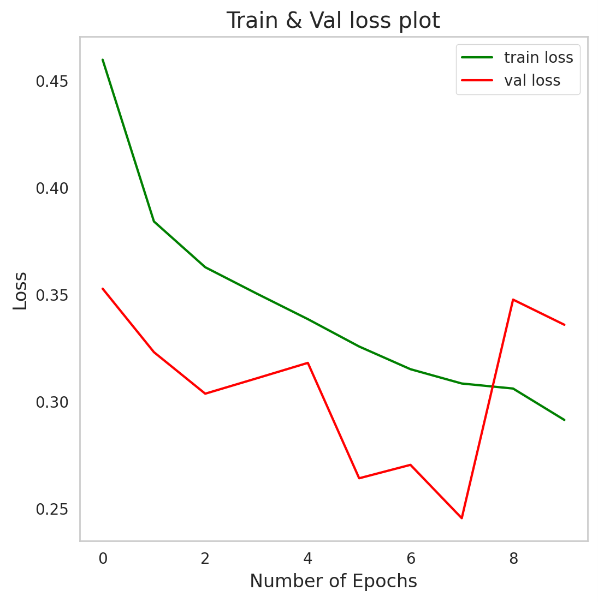 Train & Val loss plot
train loss
val loss
0.45
0.40
0.35
0.30
0.25
Loss
0 2 4 6 8
Number of Epochs